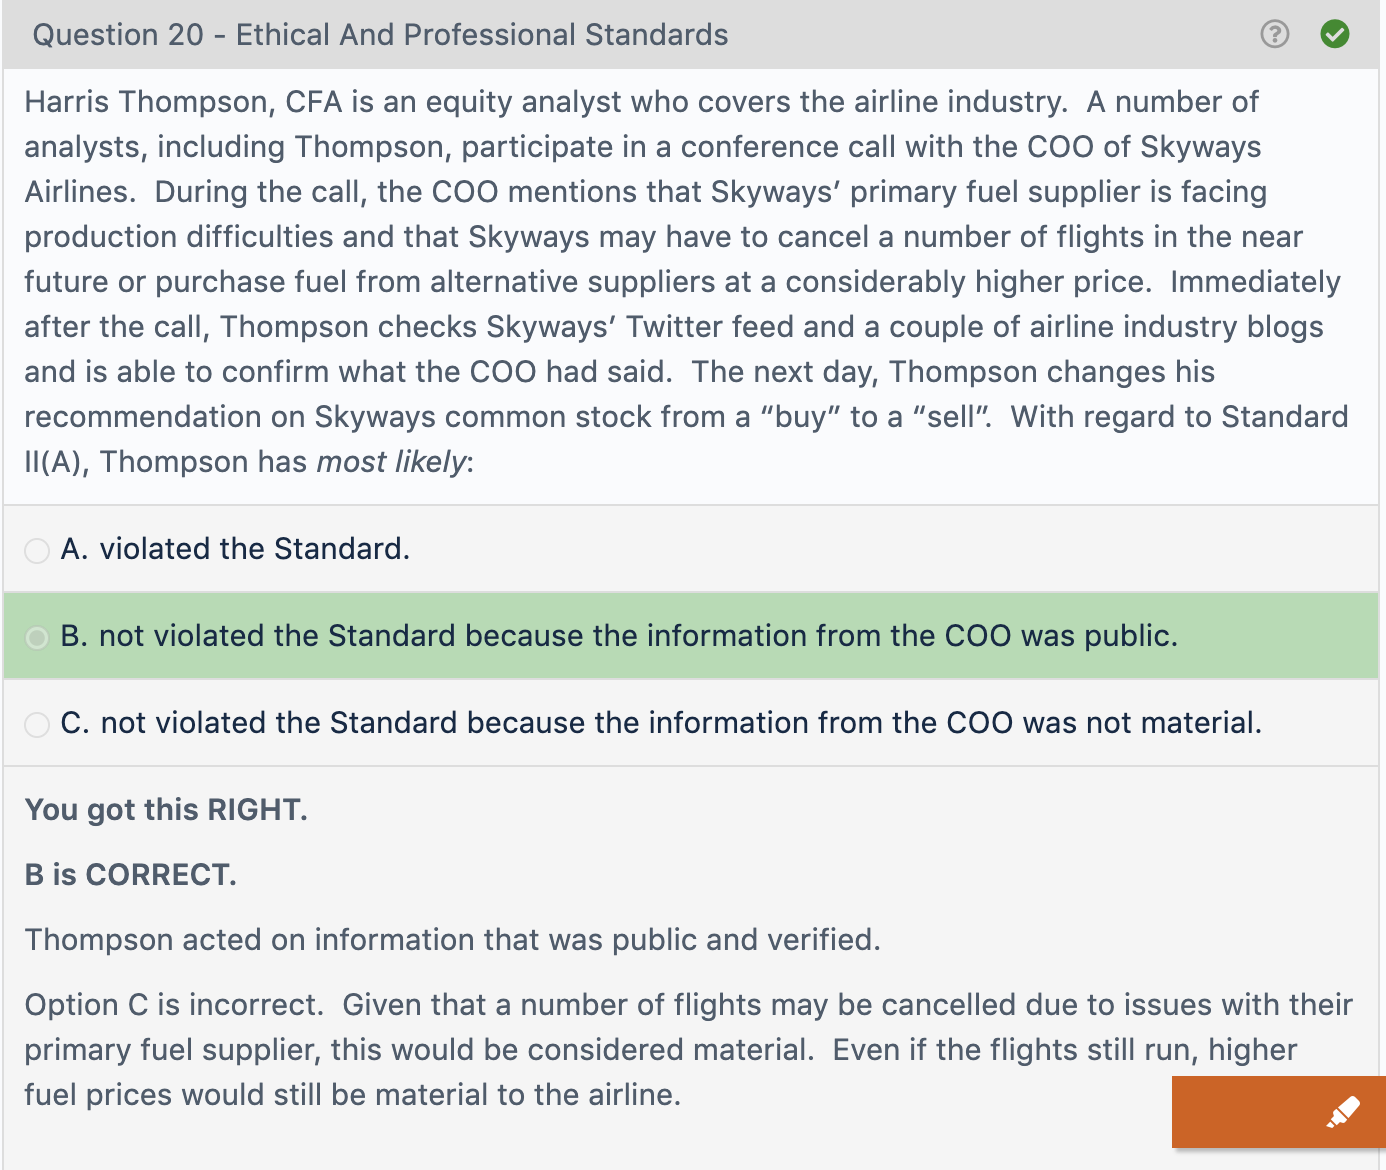 Question 20 - Ethical And Professional Standards
?
Harris Thompson, CFA is an equity analyst who covers the airline industry.  A number of
analysts, including Thompson, participate in a conference call with the COO of Skyways
Airlines.  During the call, the COO mentions that Skyways’ primary fuel supplier is facing
production difficulties and that Skyways may have to cancel a number of flights in the near
future or purchase fuel from alternative suppliers at a considerably higher price.  Immediately
after the call, Thompson checks Skyways’ Twitter feed and a couple of airline industry blogs
and is able to confirm what the COO had said.  The next day, Thompson changes his
recommendation on Skyways common stock from a “buy” to a “sell”.  With regard to Standard
II(A), Thompson has most likely:
A. violated the Standard.
B. not violated the Standard because the information from the COO was public.
C. not violated the Standard because the information from the COO was not material.
You got this RIGHT.
B is CORRECT.
Thompson acted on information that was public and verified.
Option C is incorrect.  Given that a number of flights may be cancelled due to issues with their
primary fuel supplier, this would be considered material.  Even if the flights still run, higher
fuel prices would still be material to the airline.